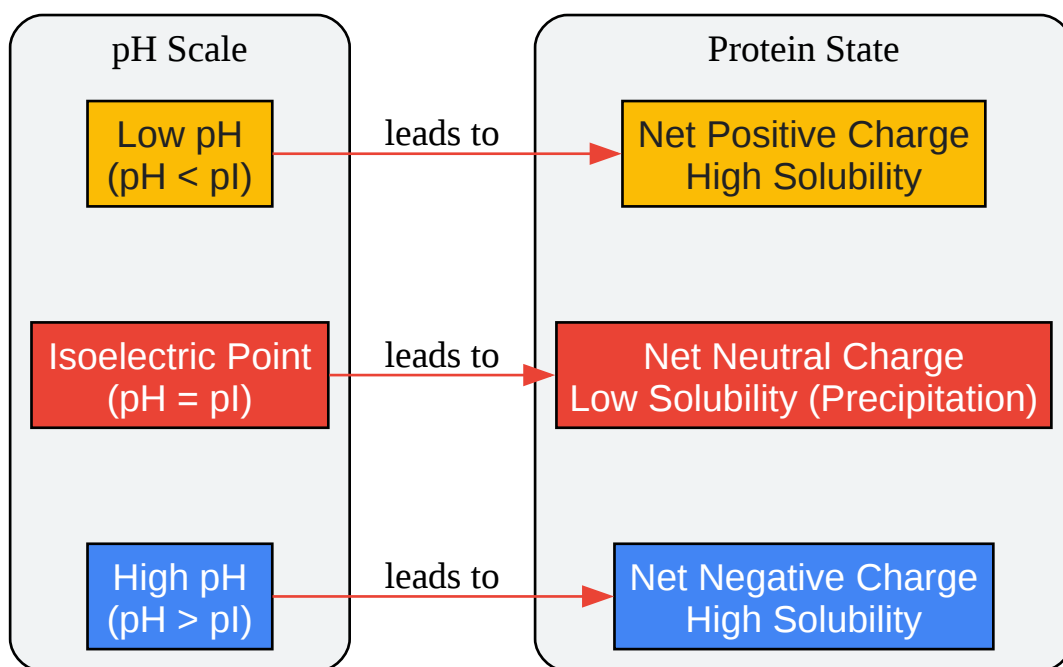 pH Scale
Protein State
Low pH
(pH < pI)
leads to
Net Positive Charge
High Solubility
Isoelectric Point
(pH = pI)
leads to
Net Neutral Charge
Low Solubility (Precipitation)
High pH
(pH > pI)
leads to
Net Negative Charge
High Solubility